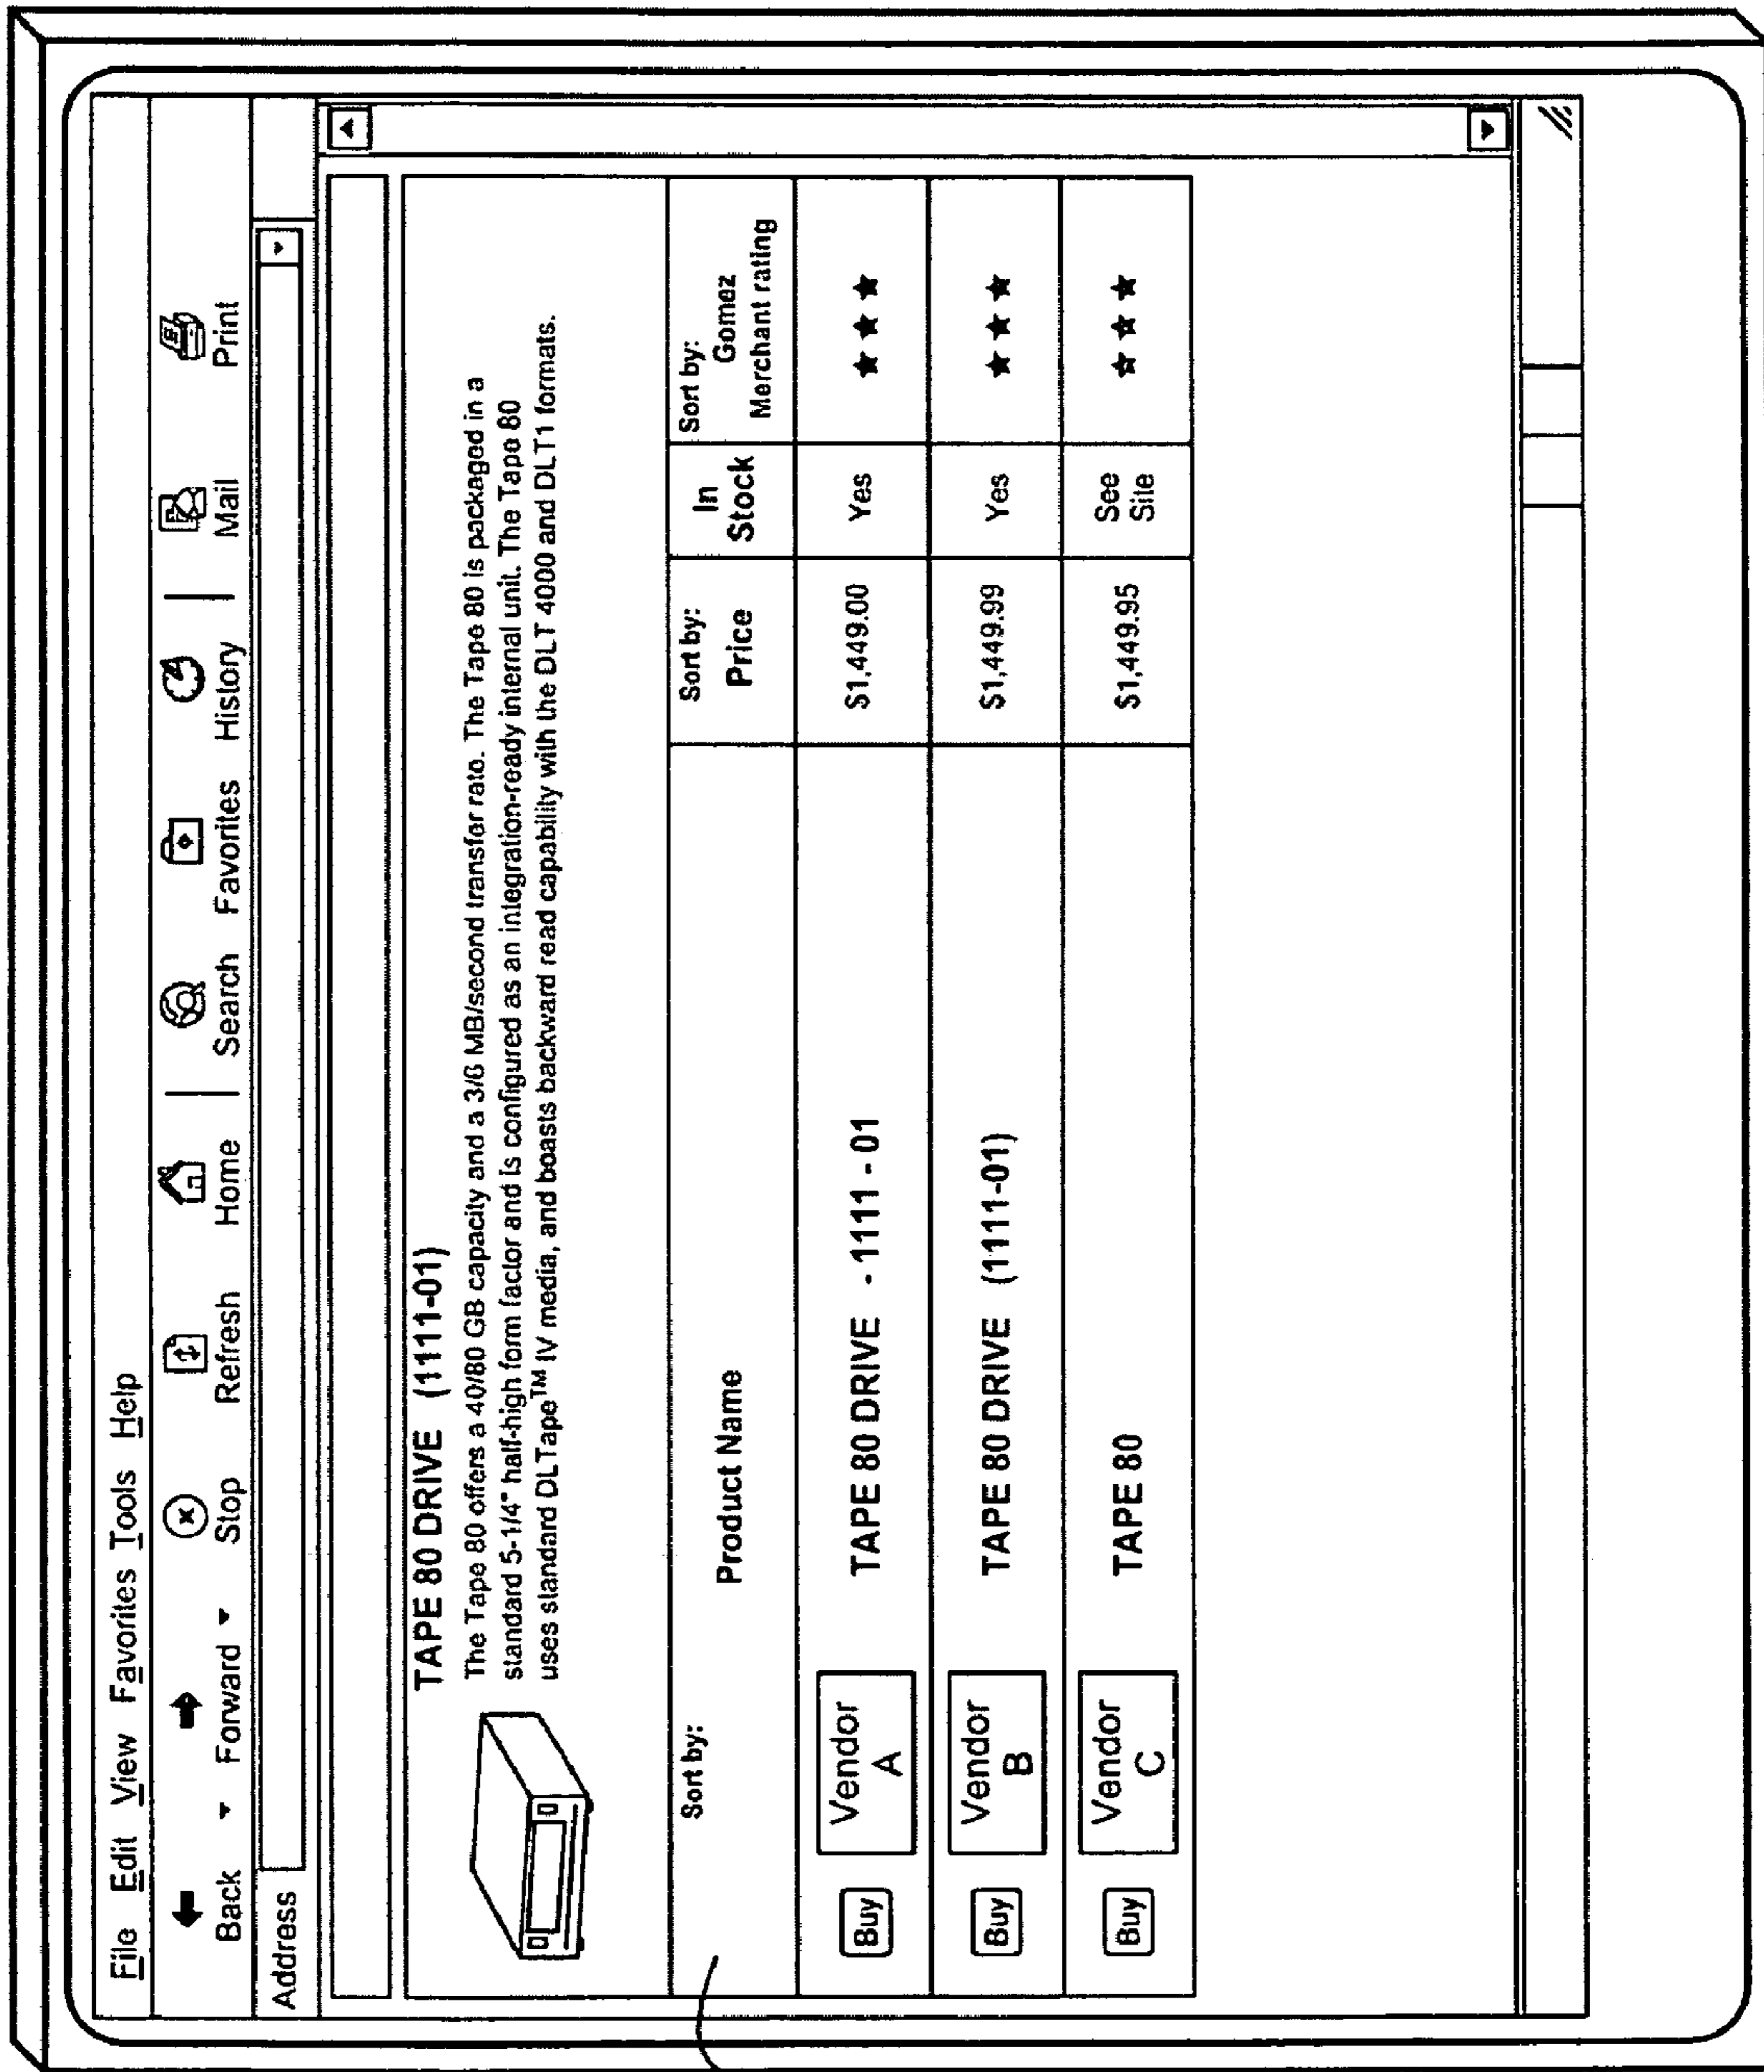 File Edit View Favorites Tools Help
Back Forward Stop Refresh Home Search Favorites History Mail Print
Address
TAPE 80 DRIVE (1111-01)
The Tape 80 offers a 40/80 GB capacity and a 3/6 MB/second transfer rate. The Tape 80 is packaged in a
standard 5-1/4" half-high form factor and is configured as an integration-ready internal unit. The Tape 80
uses standard DLTape™ IV media, and boasts backward read capability with the DLT 4000 and DLT1 formats.
Sort by: Product Name Sort by: Price In Stock Sort by: Gomez Merchant rating
Buy Vendor A TAPE 80 DRIVE - 1111 - 01 $1,449.00 Yes ★ ★ ★
Buy Vendor B TAPE 80 DRIVE (1111-01) $1,449.99 Yes ★ ★ ★
Buy Vendor C TAPE 80 $1,449.95 See Site ★ ★ ★